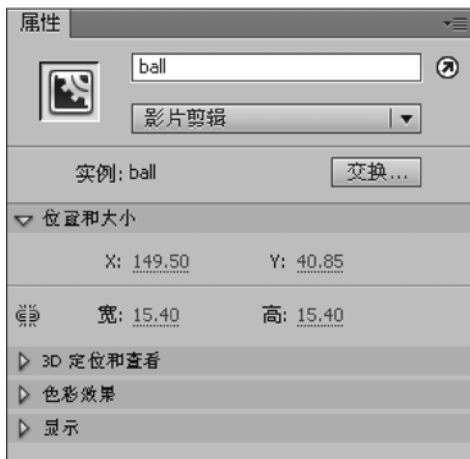 属性
ball
影片剪辑
实例: ball
交换...
位置和大小
X: 149.50 Y: 40.85
宽: 15.40 高: 15.40
3D 定位和查看
色彩效果
显示